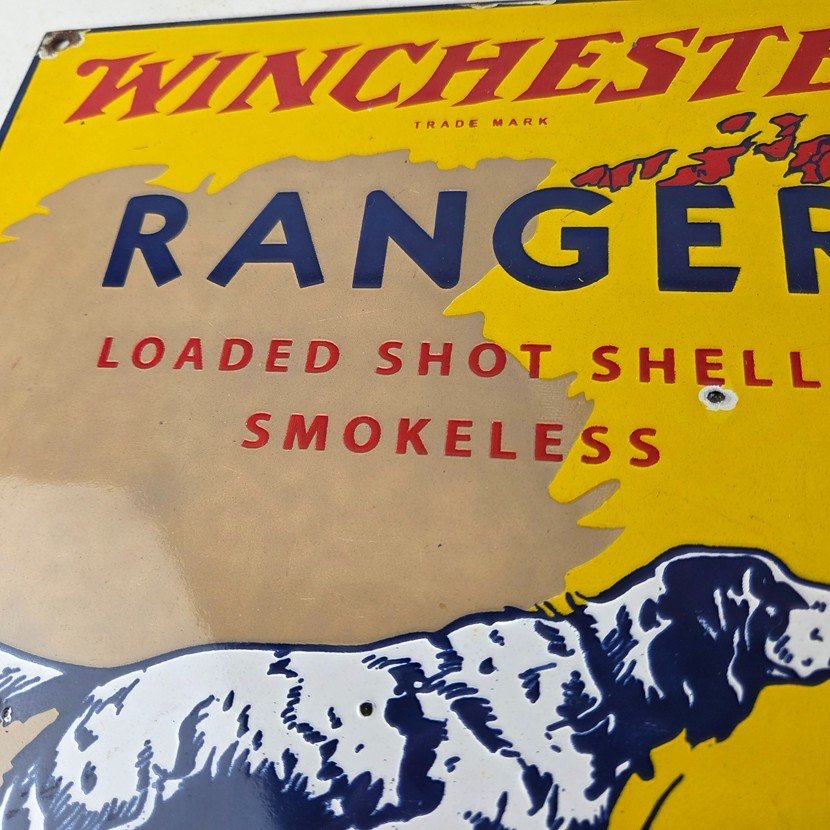 WINCHESTE
TRADE MARK
RANGER
LOADED SHOT SHELL
SMOKELESS